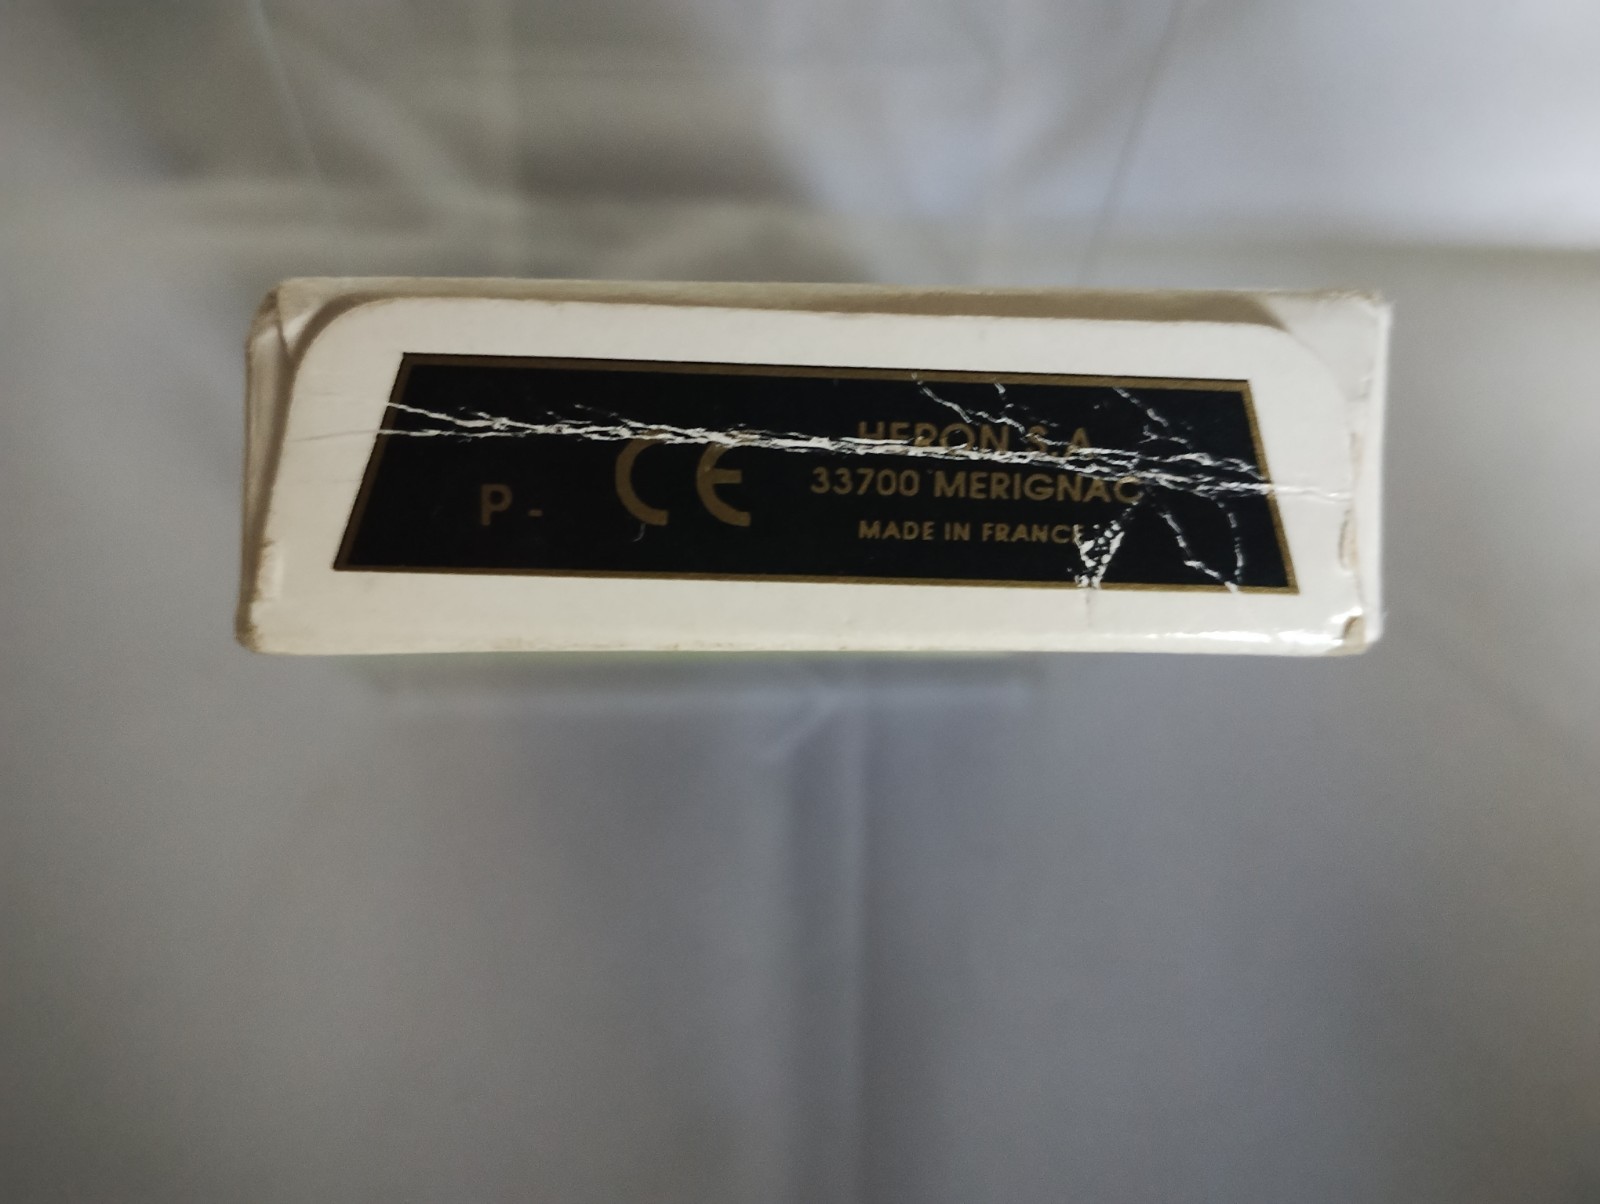 HERON S.A.
P - CE 33700 MERIGNAC
MADE IN FRANCE